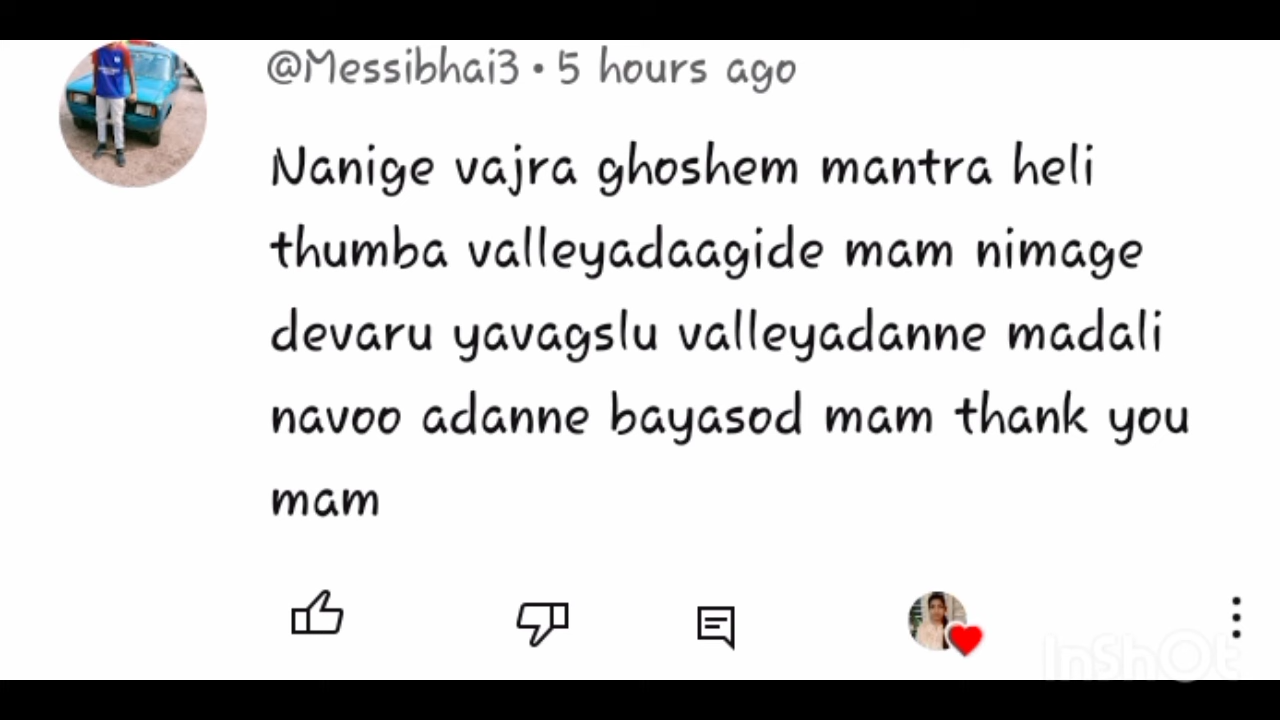 @Messibhai3 • 5 hours ago
Nanige vajra ghoshem mantra heli
thumba valleyadaagide mam nimage
devaru yavagslu valleyadanne madali
navoo adanne bayasod mam thank you
mam
InShOt